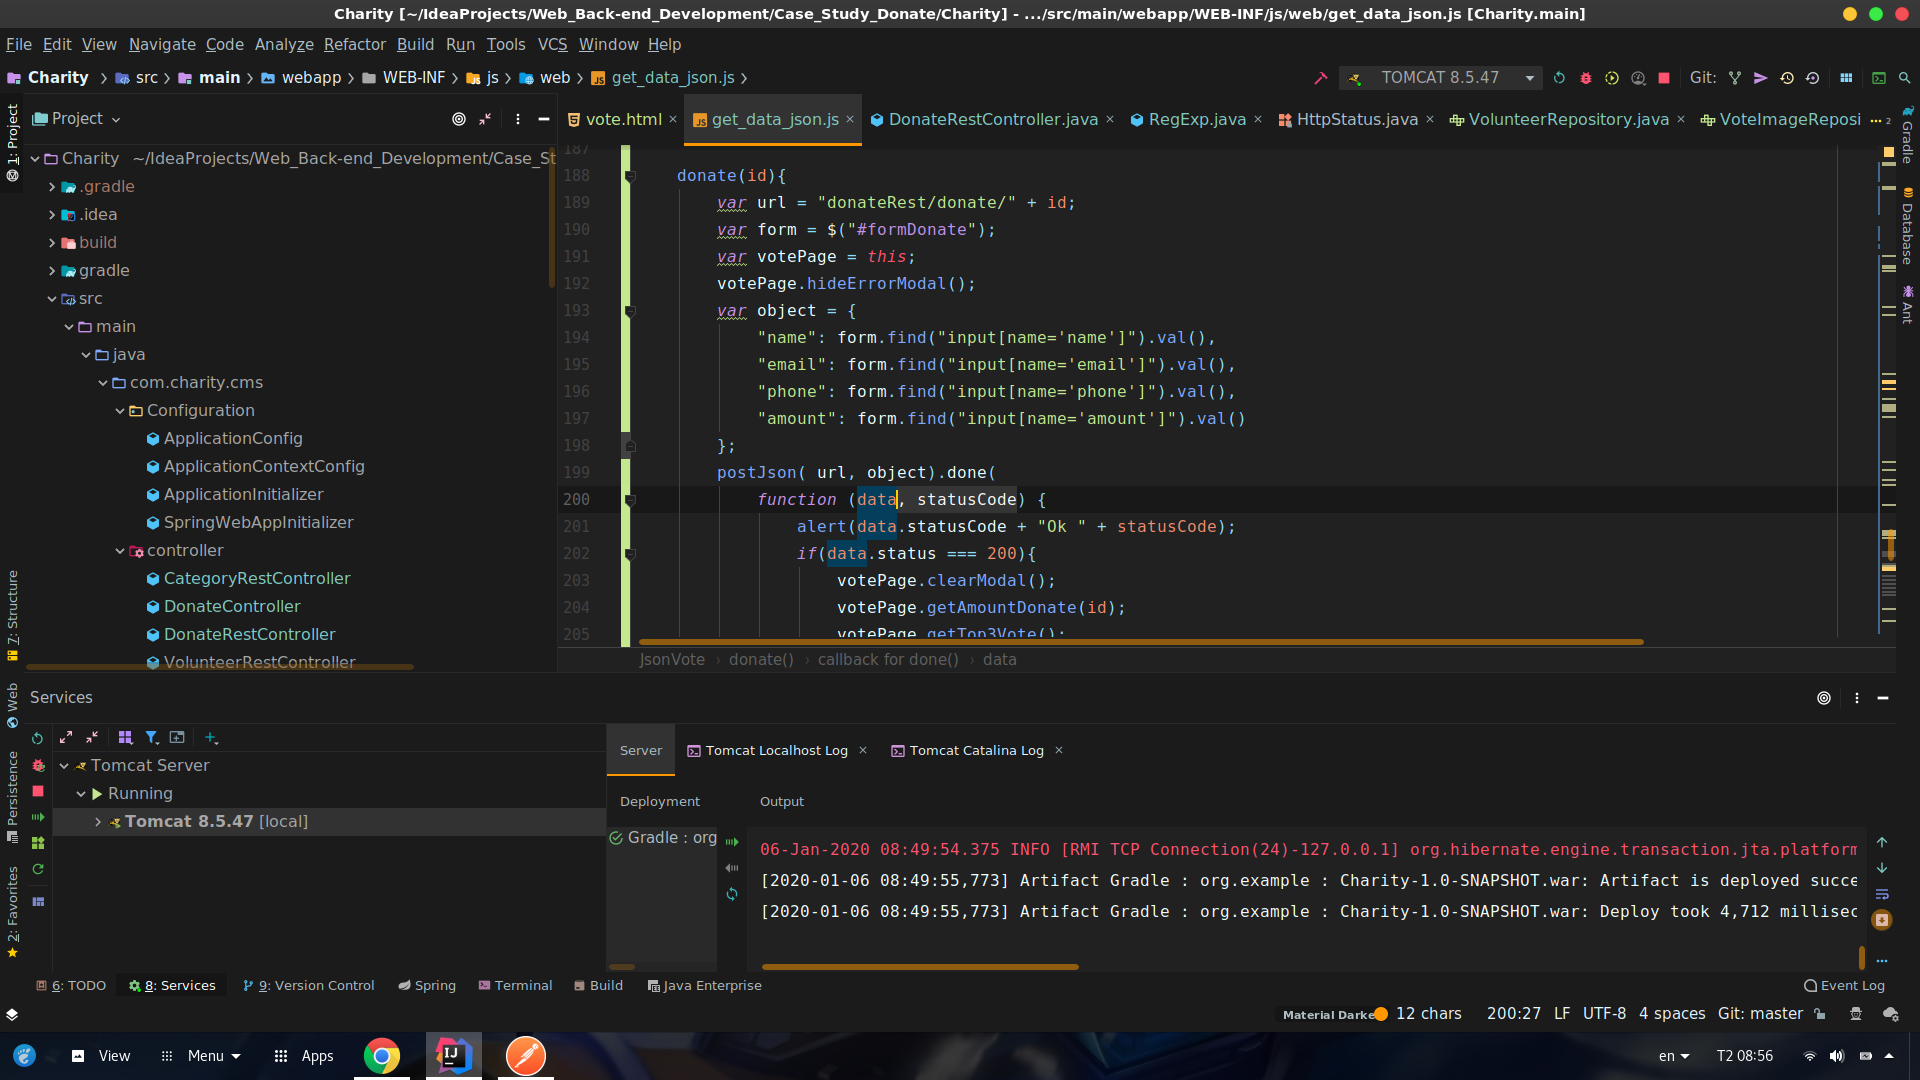 Charity [~/IdeaProjects/Web_Back-end_Development/Case_Study_Donate/Charity] - .../src/main/webapp/WEB-INF/js/web/get_data_json.js [Charity.main]
File Edit View Navigate Code Analyze Refactor Build Run Tools VCS Window Help
Charity src main webapp WEB-INF js web get_data_json.js
TOMCAT 8.5.47 Git:
1: Project
Project
vote.html get_data_json.js DonateRestController.java RegExp.java HttpStatus.java VolunteerRepository.java VoteImageReposi 2
Charity ~/IdeaProjects/Web_Back-end_Development/Case_St
.gradle
.idea
build
gradle
src
main
java
com.charity.cms
Configuration
ApplicationConfig
ApplicationContextConfig
ApplicationInitializer
SpringWebAppInitializer
controller
CategoryRestController
DonateController
DonateRestController
VolunteerRestController
187
188 donate(id){
189 var url = "donateRest/donate/" + id;
190 var form = $("#formDonate");
191 var votePage = this;
192 votePage.hideErrorModal();
193 var object = {
194 "name": form.find("input[name='name']").val(),
195 "email": form.find("input[name='email']").val(),
196 "phone": form.find("input[name='phone']").val(),
197 "amount": form.find("input[name='amount']").val()
198 };
199 postJson( url, object).done(
200 function (data, statusCode) {
201 alert(data.statusCode + "Ok " + statusCode);
202 if(data.status === 200){
203 votePage.clearModal();
204 votePage.getAmountDonate(id);
205 votePage.getTop3Vote();
JsonVote donate() callback for done() data
Gradle
Database
Ant
7: Structure
Web
Persistence
2: Favorites
Services
Tomcat Server
Running
Tomcat 8.5.47 [local]
Server Tomcat Localhost Log Tomcat Catalina Log
Deployment Output
Gradle : org
06-Jan-2020 08:49:54.375 INFO [RMI TCP Connection(24)-127.0.0.1] org.hibernate.engine.transaction.jta.platform
[2020-01-06 08:49:55,773] Artifact Gradle : org.example : Charity-1.0-SNAPSHOT.war: Artifact is deployed succe
[2020-01-06 08:49:55,773] Artifact Gradle : org.example : Charity-1.0-SNAPSHOT.war: Deploy took 4,712 millisec
6: TODO 8: Services 9: Version Control Spring Terminal Build Java Enterprise Event Log
Material Darke 12 chars 200:27 LF UTF-8 4 spaces Git: master
View Menu Apps IJ en T2 08:56